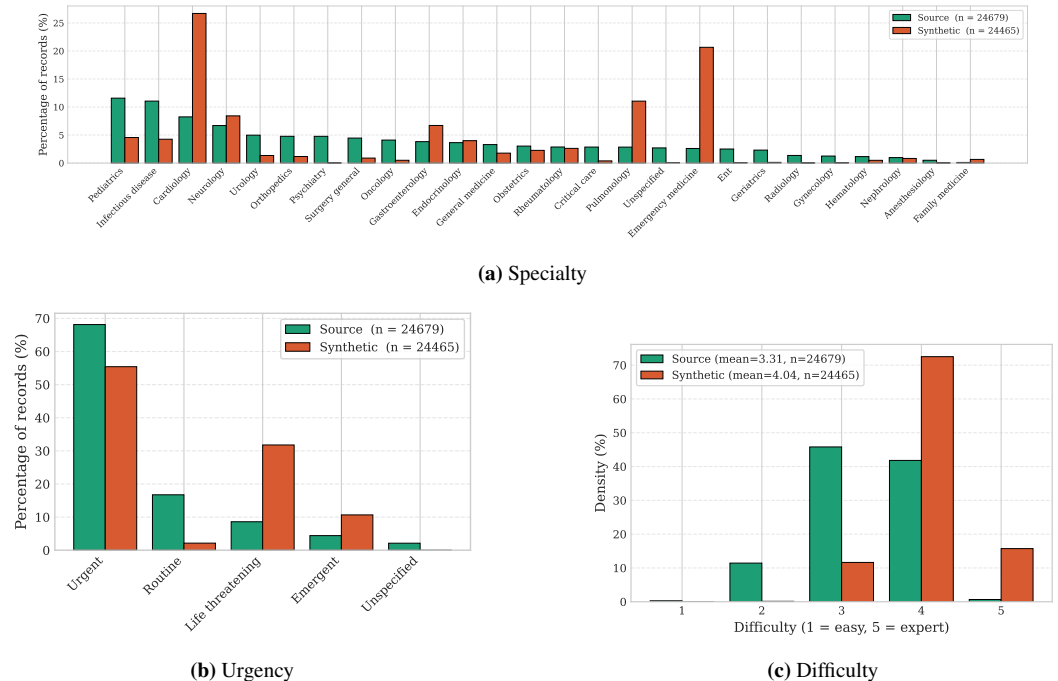 Percentage of records (%)
25
20
15
10
5
0
Source (n = 24679)
Synthetic (n = 24465)
Pediatrics
Infectious disease
Cardiology
Neurology
Urology
Orthopedics
Psychiatry
Surgery general
Oncology
Gastroenterology
Endocrinology
General medicine
Obstetrics
Rheumatology
Critical care
Pulmonology
Unspecified
Emergency medicine
Ent
Geriatrics
Radiology
Gynecology
Hematology
Nephrology
Anesthesiology
Family medicine
(a) Specialty
Percentage of records (%)
70
60
50
40
30
20
10
0
Source (n = 24679)
Synthetic (n = 24465)
Urgent
Routine
Life threatening
Emergent
Unspecified
(b) Urgency
Density (%)
70
60
50
40
30
20
10
0
Source (mean=3.31, n=24679)
Synthetic (mean=4.04, n=24465)
1 2 3 4 5
Difficulty (1 = easy, 5 = expert)
(c) Difficulty